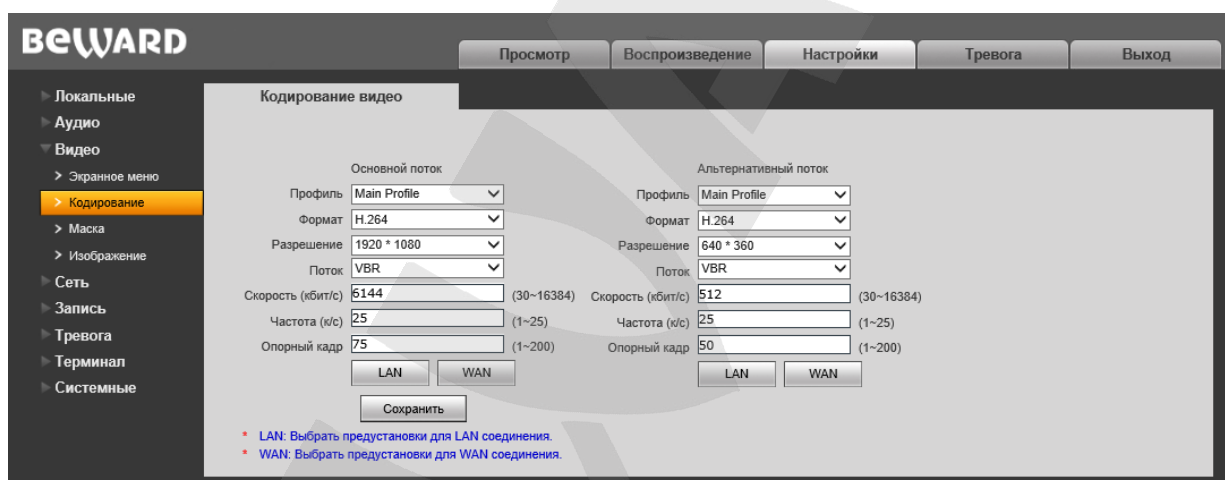 BEWARD
Просмотр Воспроизведение Настройки Тревога Выход
Локальные
Аудио
Видео
> Экранное меню
> Кодирование
> Маска
> Изображение
Сеть
Запись
Тревога
Терминал
Системные
Кодирование видео
Основной поток Альтернативный поток
Профиль Main Profile Профиль Main Profile
Формат H.264 Формат H.264
Разрешение 1920 * 1080 Разрешение 640 * 360
Поток VBR Поток VBR
Скорость (кбит/с) 6144 (30~16384) Скорость (кбит/с) 512 (30~16384)
Частота (к/с) 25 (1~25) Частота (к/с) 25 (1~25)
Опорный кадр 75 (1~200) Опорный кадр 50 (1~200)
LAN WAN LAN WAN
Сохранить
* LAN: Выбрать предустановки для LAN соединения.
* WAN: Выбрать предустановки для WAN соединения.